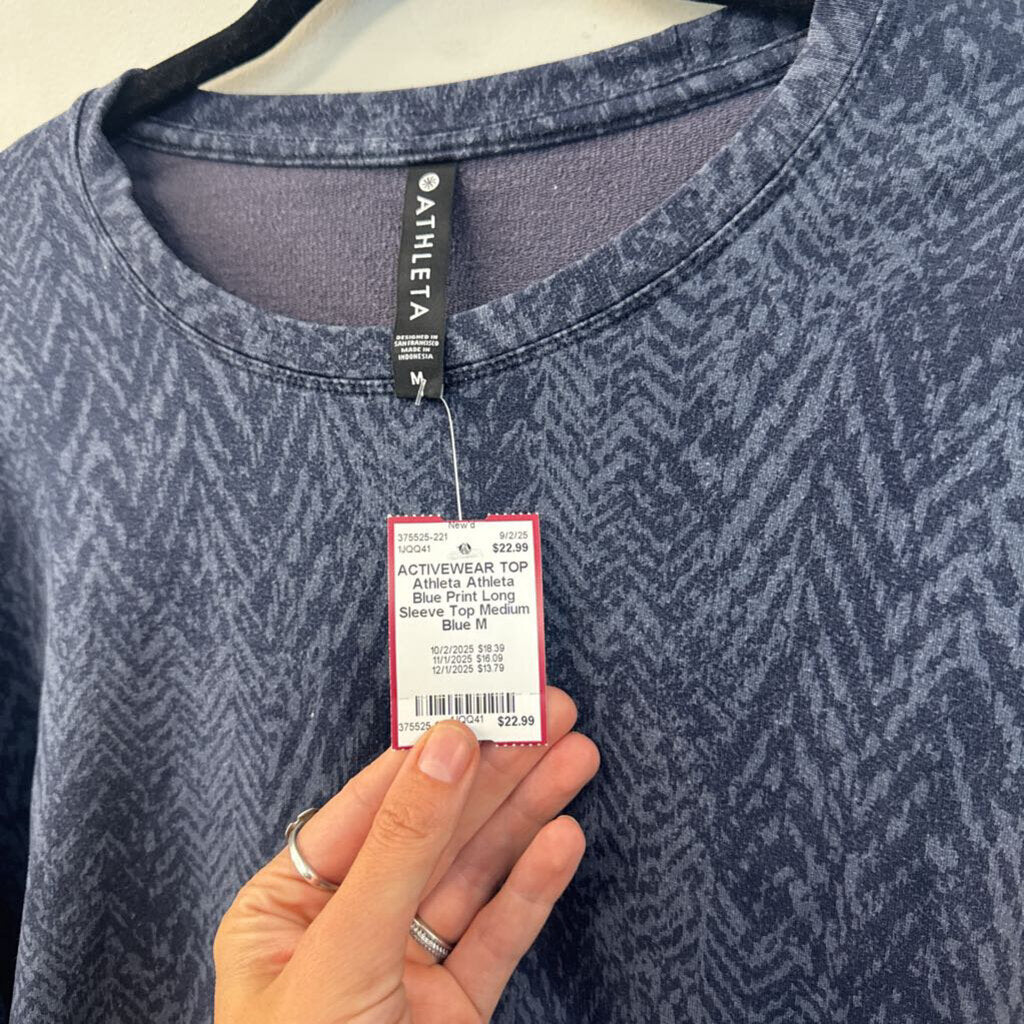 ATHLETA
DESIGNED IN
SAN FRANCISCO
MADE IN
INDONESIA
M
New'd
375525-221 9/2/25
1JQQ41 $22.99
ACTIVEWEAR TOP
Athleta Athleta
Blue Print Long
Sleeve Top Medium
Blue M
10/2/2025 $18.39
11/1/2025 $16.09
12/1/2025 $13.79
375525 1JQQ41 $22.99